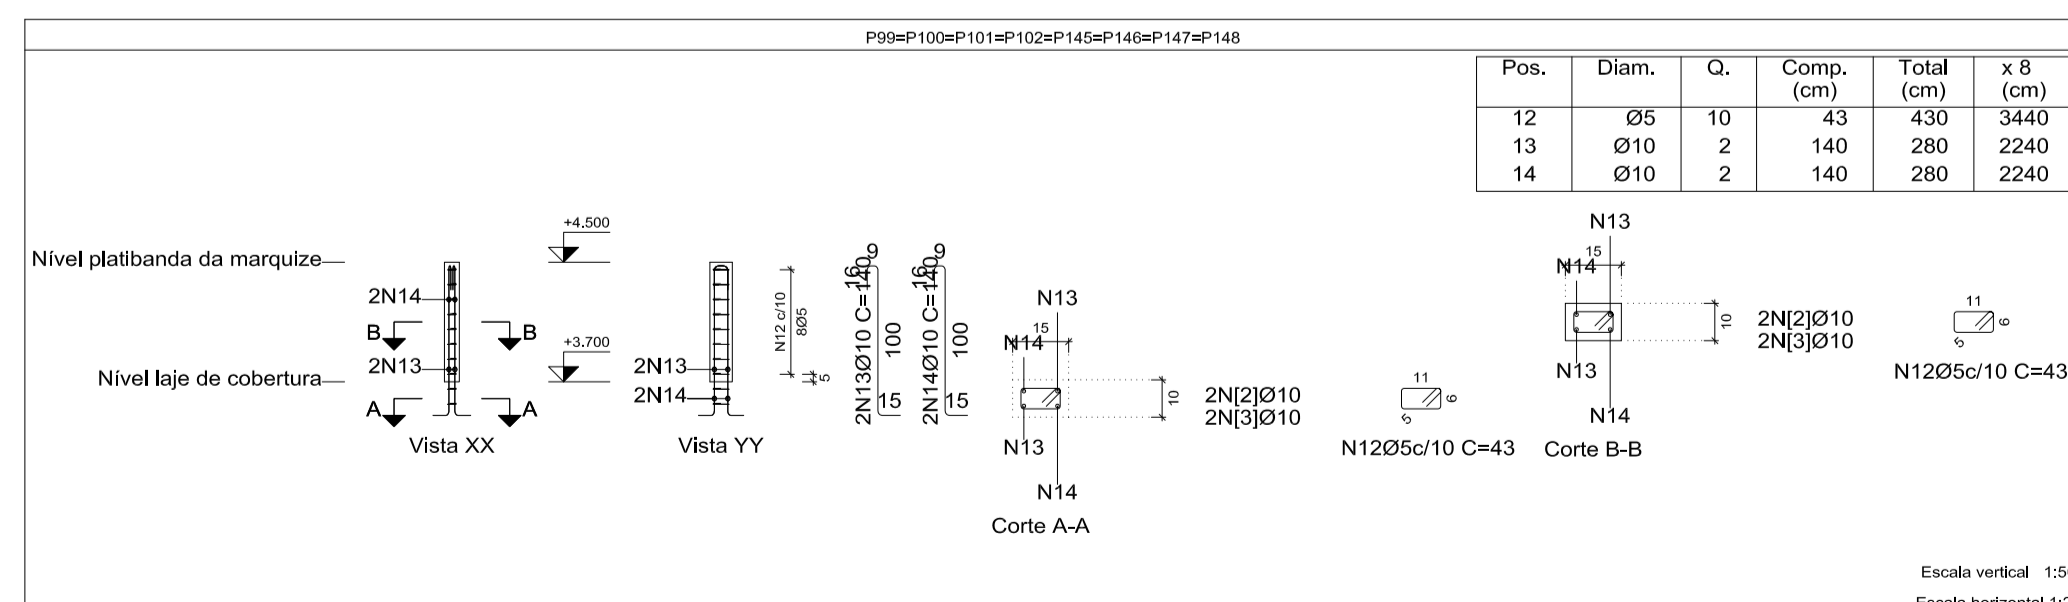 P99=P100=P101=P102=P145=P146=P147=P148
Pos. Diam. Q. Comp. (cm) Total (cm) x 8 (cm)
12 Ø5 10 43 430 3440
13 Ø10 2 140 280 2240
14 Ø10 2 140 280 2240
Nível platibanda da marquize
Nível laje de cobertura
2N14
B B
2N13
A A
Vista XX
+4.500
+3.700
2N13
2N14
Vista YY
N12 c/10
8Ø5
5
2N13Ø10 C=140
16
9
100
15
2N14Ø10 C=140
16
9
100
15
N13
15
N14
10
2N[2]Ø10
2N[3]Ø10
N13
N14
Corte A-A
11
6
5
N12Ø5c/10 C=43
N13
15
N14
10
2N[2]Ø10
2N[3]Ø10
N13
N14
Corte B-B
11
6
5
N12Ø5c/10 C=43
Escala vertical 1:5
Escala horizontal 1: